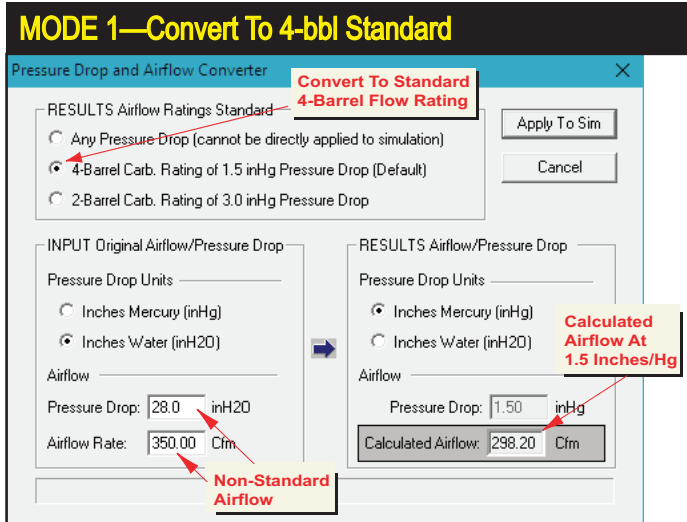 MODE 1—Convert To 4-bbl Standard
Pressure Drop and Airflow Converter
Convert To Standard
4-Barrel Flow Rating
RESULTS Airflow Ratings Standard
Any Pressure Drop (cannot be directly applied to simulation)
4-Barrel Carb. Rating of 1.5 inHg Pressure Drop (Default)
2-Barrel Carb. Rating of 3.0 inHg Pressure Drop
Apply To Sim
Cancel
INPUT Original Airflow/Pressure Drop
Pressure Drop Units
Inches Mercury (inHg)
Inches Water (inH2O)
Airflow
Pressure Drop: 28.0 inH2O
Airflow Rate: 350.00 Cfm
Non-Standard
Airflow
RESULTS Airflow/Pressure Drop
Pressure Drop Units
Inches Mercury (inHg)
Inches Water (inH2O)
Calculated
Airflow At
1.5 Inches/Hg
Airflow
Pressure Drop: 1.50 inHg
Calculated Airflow: 298.20 Cfm